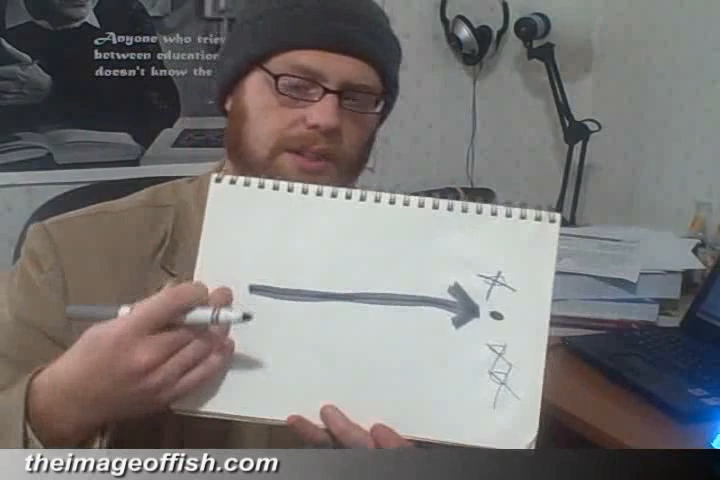 Anyone who tries
between education
doesn't know the
theimageoffish.com